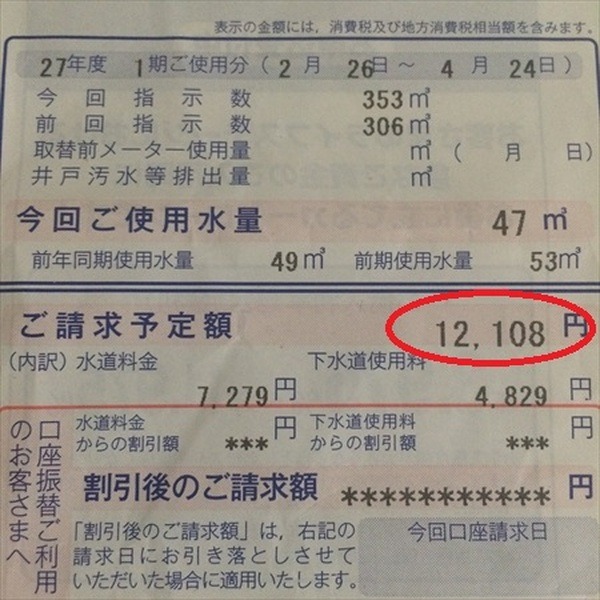 表示の金額には、消費税及び地方消費税相当額を含みます。
27年度 1期ご使用分（2月 26日～ 4月 24日）
今回指示数 353㎥
前回指示数 306㎥
取替前メーター使用量 ㎥（ 月 日）
井戸汚水等排出量 ㎥
今回ご使用水量 47㎥
前年同期使用水量 49㎥ 前期使用水量 53㎥
ご請求予定額 12,108円
（内訳）水道料金 下水道使用料
7,279円 4,829円
口座振替ご利用のお客さまへ
水道料金 円 下水道使用料 円
からの割引額 *** からの割引額 ***
割引後のご請求額 *********** 円
「割引後のご請求額」は、右記の 今回口座請求日
請求日にお引き落としさせて
いただいた場合に適用いたします。